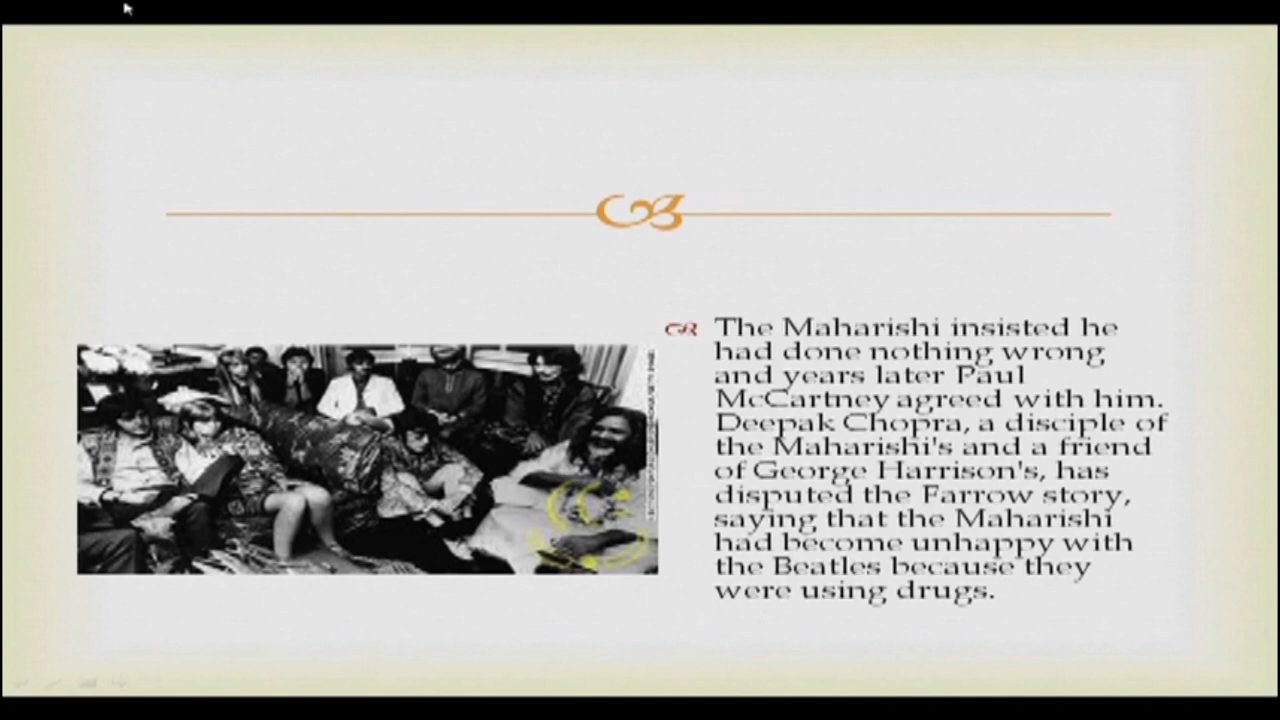 The Maharishi insisted he
had done nothing wrong
and years later Paul
McCartney agreed with him.
Deepak Chopra, a disciple of
the Maharishi's and a friend
of George Harrison's, has
disputed the Farrow story,
saying that the Maharishi
had become unhappy with
the Beatles because they
were using drugs.